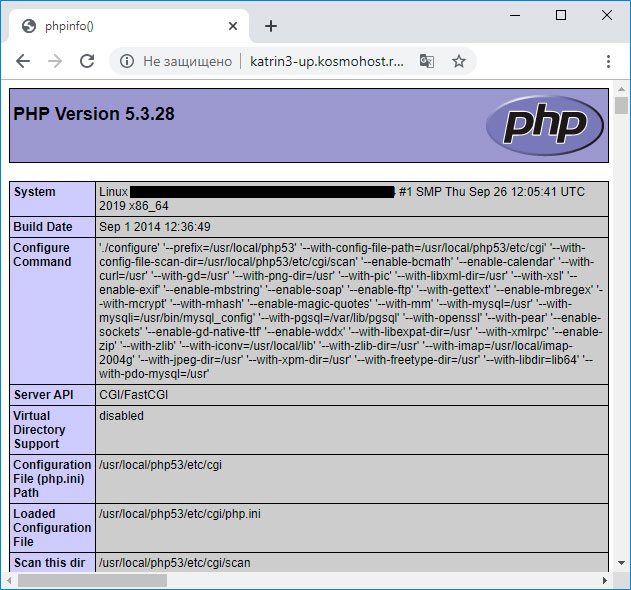 phpinfo()
Не защищено
katrin3-up.kosmohost.r...
PHP Version 5.3.28
php
System
Linux #1 SMP Thu Sep 26 12:05:41 UTC
2019 x86_64
Build Date
Sep 1 2014 12:36:49
Configure
Command
'./configure' '--prefix=/usr/local/php53' '--with-config-file-path=/usr/local/php53/etc/cgi' '--with-
config-file-scan-dir=/usr/local/php53/etc/cgi/scan' '--enable-bcmath' '--enable-calendar' '--with-
curl=/usr' '--with-gd=/usr' '--with-png-dir=/usr' '--with-pic' '--with-libxml-dir=/usr' '--with-xsl' '--
enable-exif' '--enable-mbstring' '--enable-soap' '--enable-ftp' '--with-gettext' '--enable-mbregex' '-
-with-mcrypt' '--with-mhash' '--enable-magic-quotes' '--with-mm' '--with-mysql=/usr' '--with-
mysqli=/usr/bin/mysql_config' '--with-pgsql=/var/lib/pgsql' '--with-openssl' '--with-pear' '--enable-
sockets' '--enable-gd-native-ttf' '--enable-wddx' '--with-libexpat-dir=/usr' '--with-xmlrpc' '--enable-
zip' '--with-zlib' '--with-iconv=/usr/local/lib' '--with-zlib-dir=/usr' '--with-imap=/usr/local/imap-
2004g' '--with-jpeg-dir=/usr' '--with-xpm-dir=/usr' '--with-freetype-dir=/usr' '--with-libdir=lib64' '--
with-pdo-mysql=/usr'
Server API
CGI/FastCGI
Virtual
Directory
Support
disabled
Configuration
File (php.ini)
Path
/usr/local/php53/etc/cgi
Loaded
Configuration
File
/usr/local/php53/etc/cgi/php.ini
Scan this dir
/usr/local/php53/etc/cgi/scan